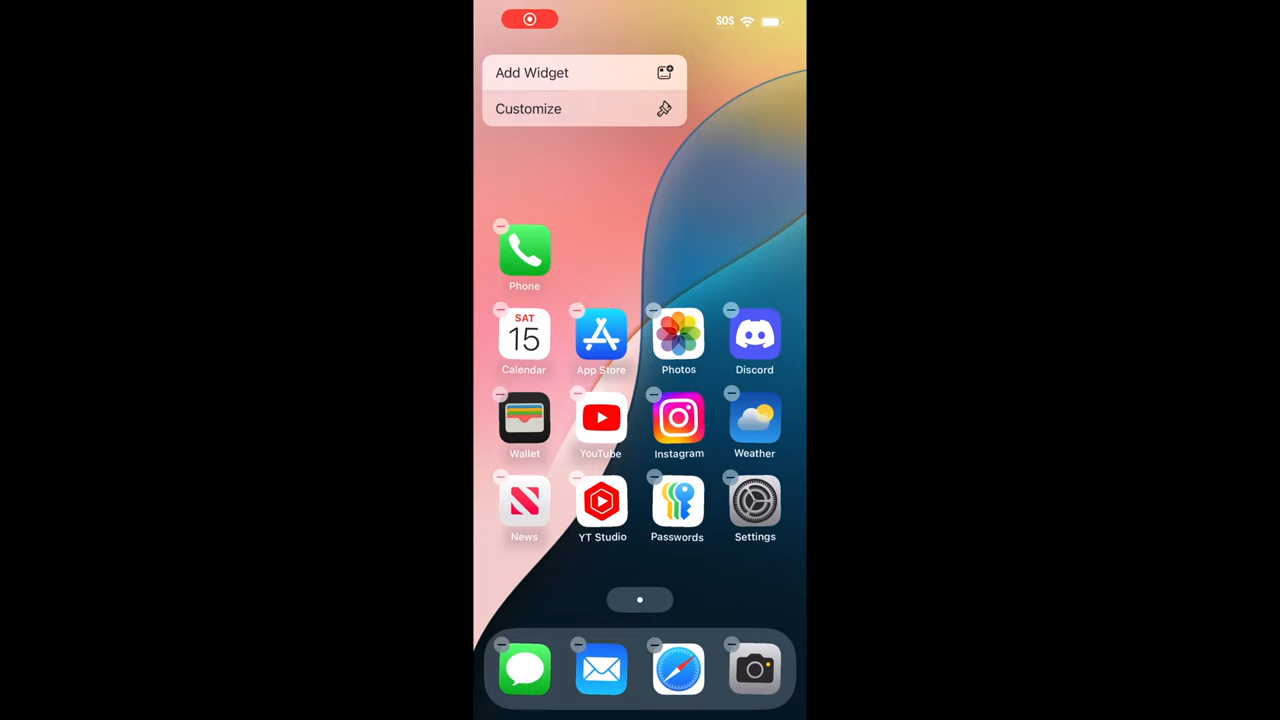 SOS
Add Widget
Customize
Phone
SAT
15
Calendar
App Store
Photos
Discord
Wallet
YouTube
Instagram
Weather
News
YT Studio
Passwords
Settings